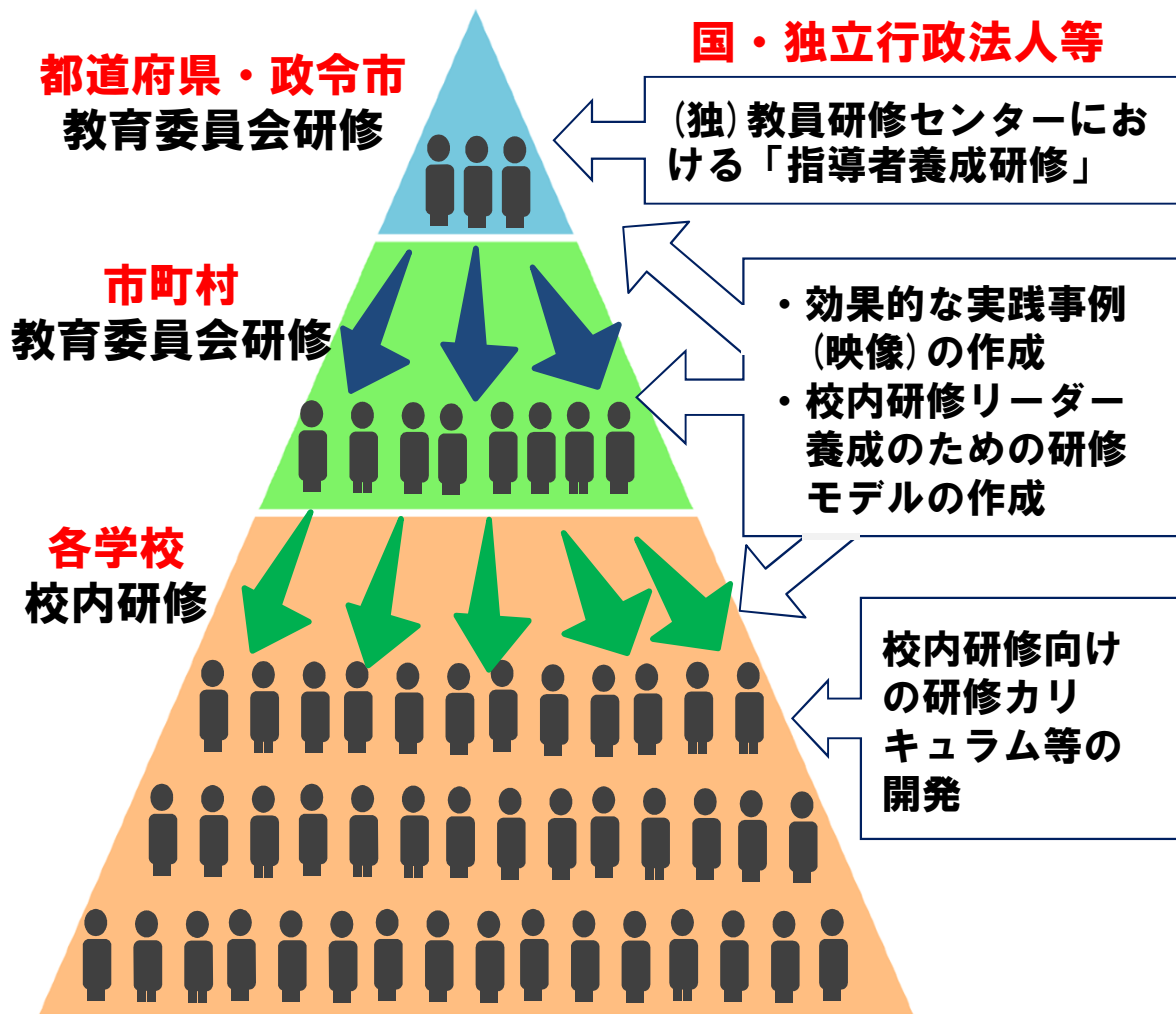 国・独立行政法人等
都道府県・政令市
教育委員会研修
(独)教員研修センターにお
ける「指導者養成研修」
市町村
教育委員会研修
・効果的な実践事例
(映像)の作成
・校内研修リーダー
養成のための研修
モデルの作成
各学校
校内研修
校内研修向け
の研修カリ
キュラム等の
開発